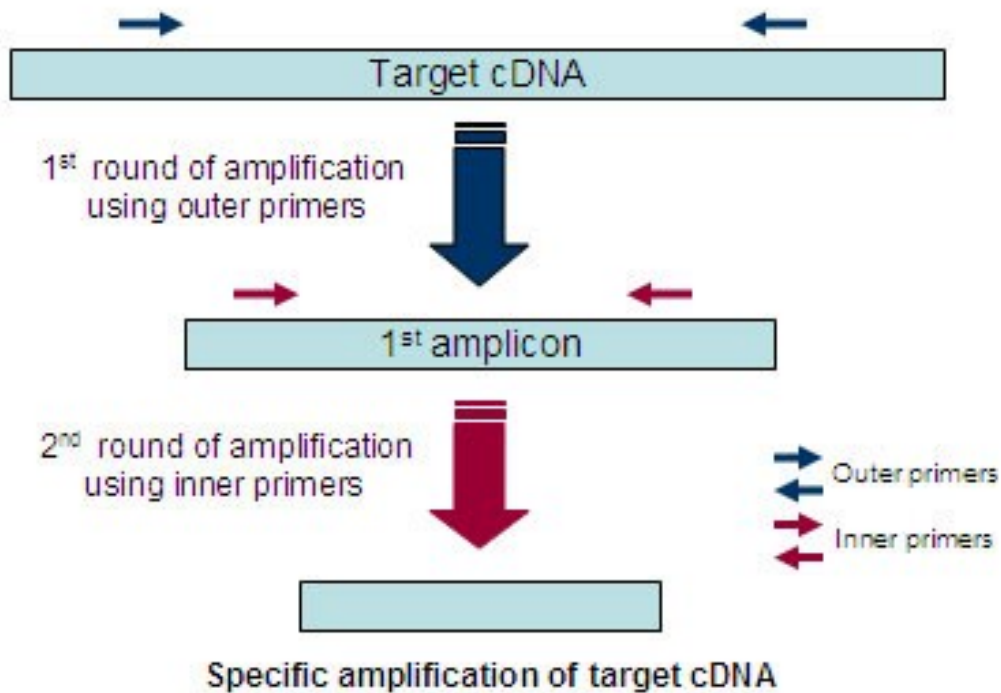 Target cDNA
1st round of amplification
using outer primers
1st amplicon
2nd round of amplification
using inner primers
Outer primers
Inner primers
Specific amplification of target cDNA